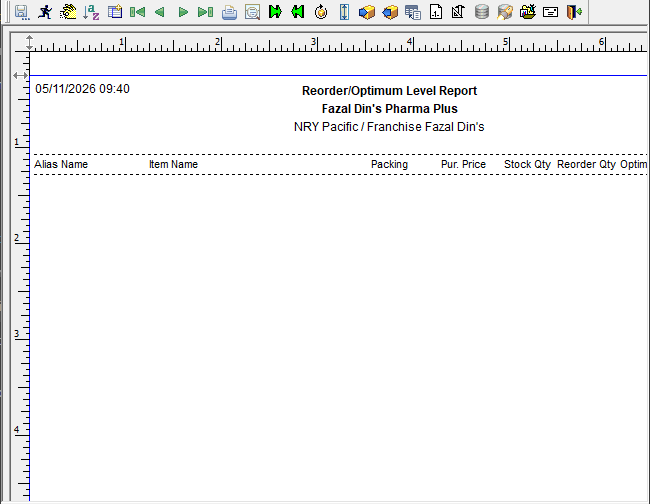 1 2 3 4 5 6
05/11/2026 09:40
Reorder/Optimum Level Report
Fazal Din's Pharma Plus
NRY Pacific / Franchise Fazal Din's
1
Alias Name Item Name Packing Pur. Price Stock Qty Reorder Qty Optim
2
3
4